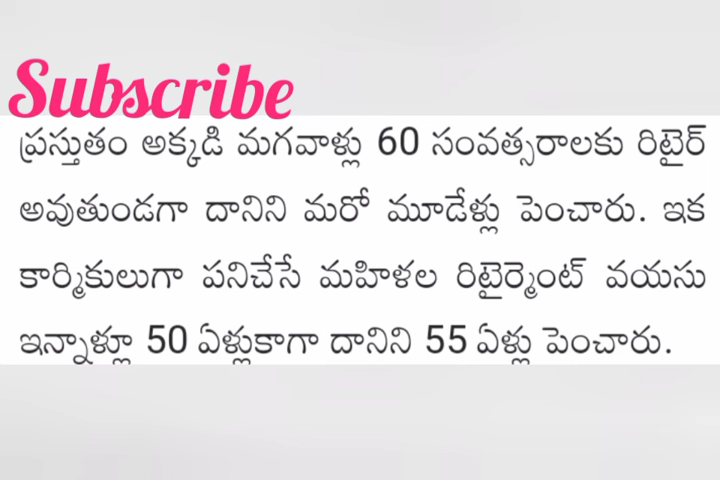 Subscribe
ప్రస్తుతం అక్కడి మగవాళ్లు 60 సంవత్సరాలకు రిటైర్
అవుతుండగా దానిని మరో మూడేళ్లు పెంచారు. ఇక
కార్మికులుగా పనిచేసే మహిళల రిటైర్మెంట్ వయసు
ఇన్నాళ్లూ 50 ఏళ్లుకాగా దానిని 55 ఏళ్లు పెంచారు.